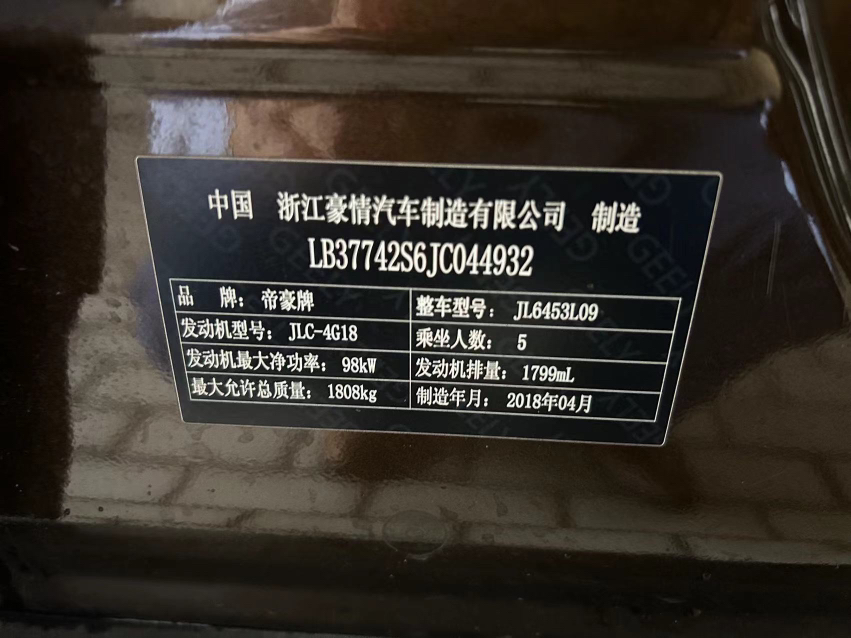 中国 浙江豪情汽车制造有限公司 制造
LB37742S6JC044932
品 牌：帝豪牌 整车型号：JL6453L09
发动机型号：JLC-4G18 乘坐人数：5
发动机最大净功率：98kW 发动机排量：1799mL
最大允许总质量：1808kg 制造年月：2018年04月